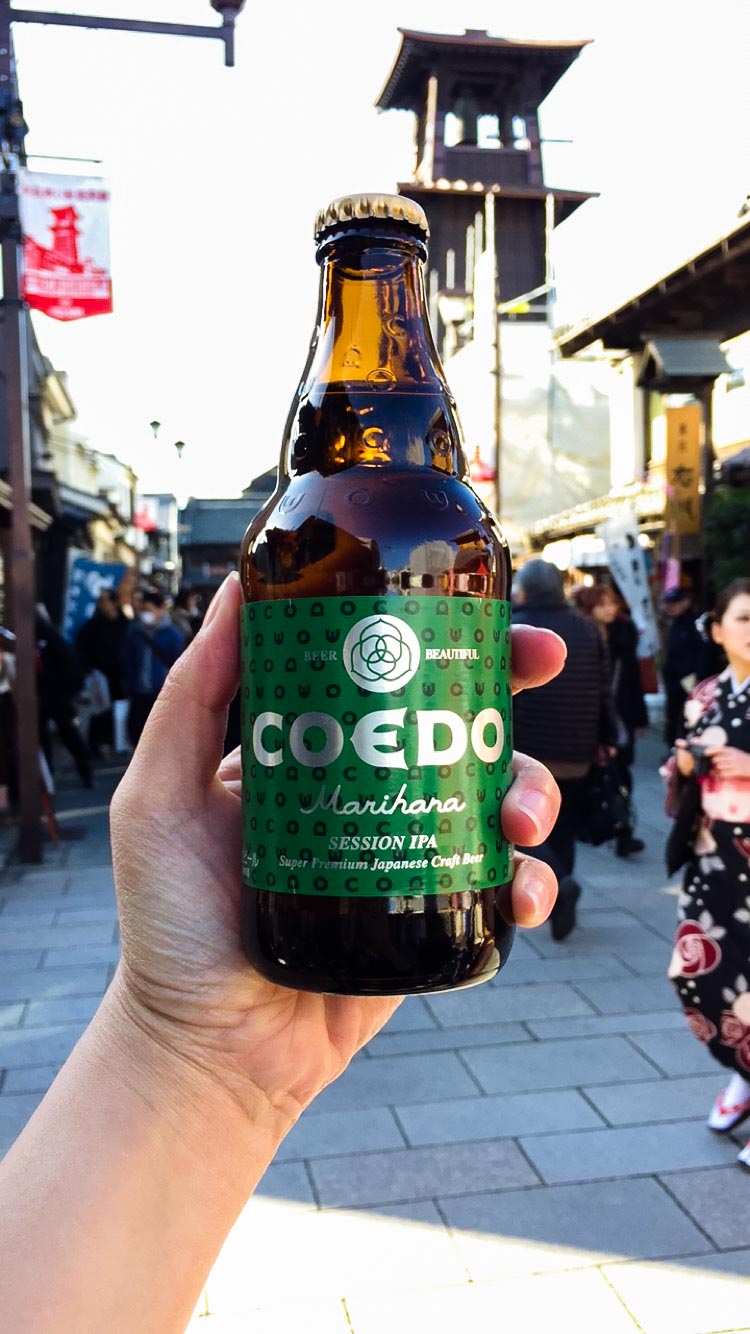 BEER BEAUTIFUL
COEDO
Marihana
SESSION IPA
Super Premium Japanese Craft Beer